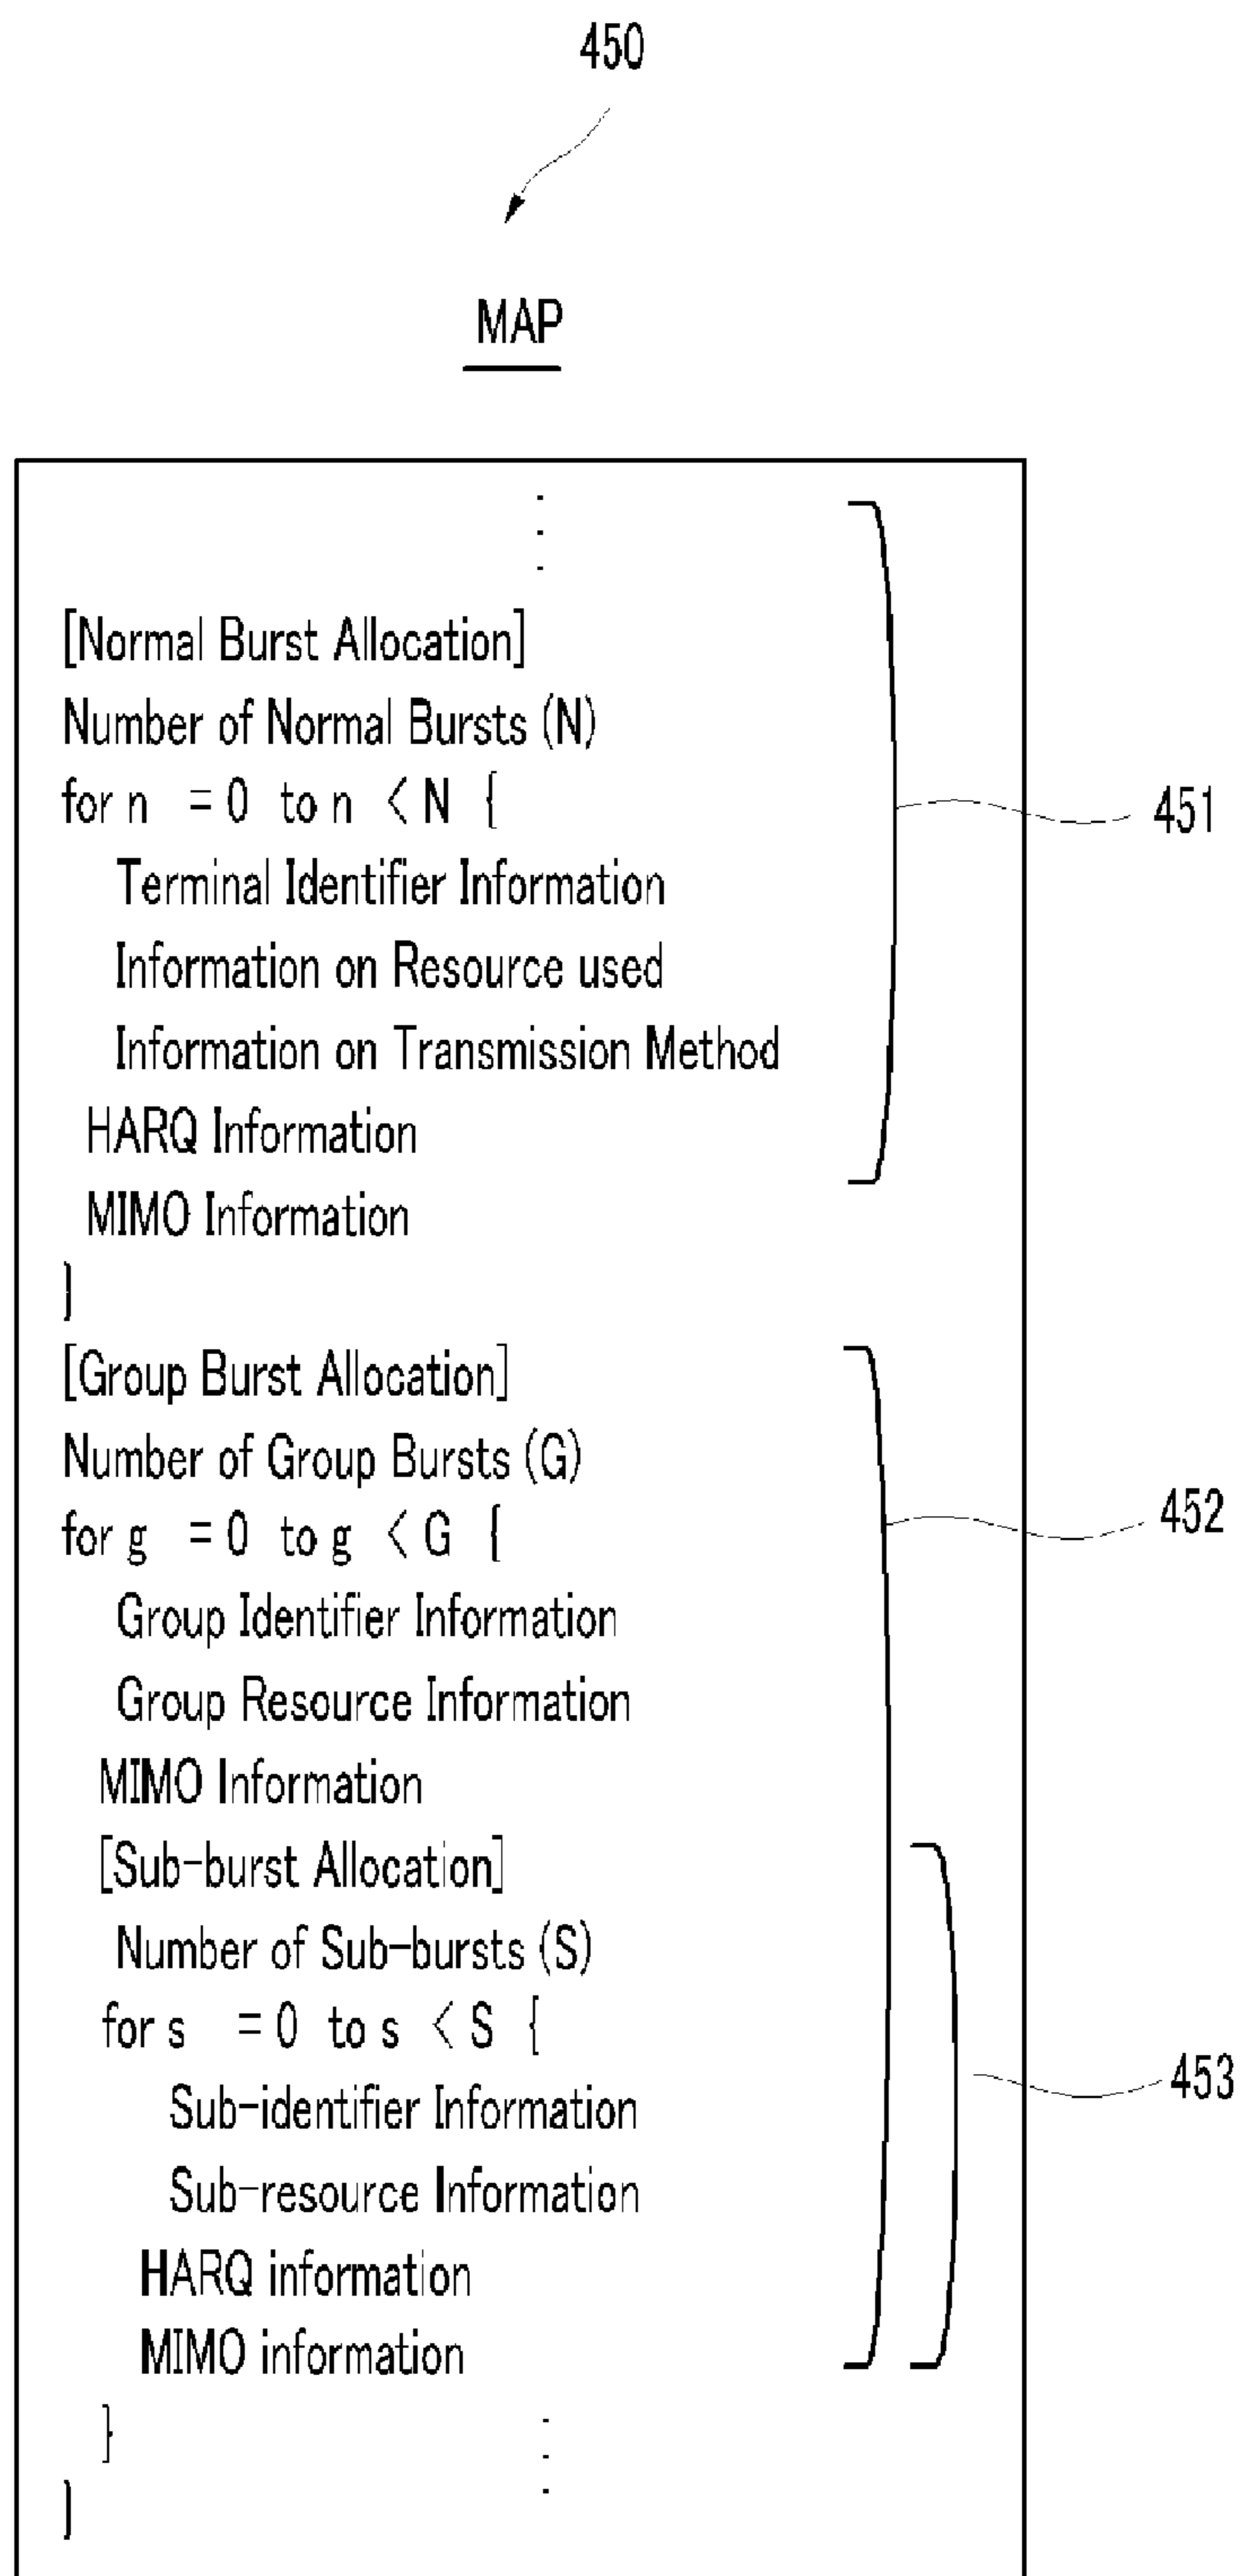 450
MAP
[Normal Burst Allocation]
Number of Normal Bursts (N)
for n = 0 to n < N {
Terminal Identifier Information
Information on Resource used
Information on Transmission Method
HARQ Information
MIMO Information
}
451
[Group Burst Allocation]
Number of Group Bursts (G)
for g = 0 to g < G {
Group Identifier Information
Group Resource Information
MIMO Information
452
[Sub-burst Allocation]
Number of Sub-bursts (S)
for s = 0 to s < S {
Sub-identifier Information
Sub-resource Information
HARQ information
MIMO information
453
}
}